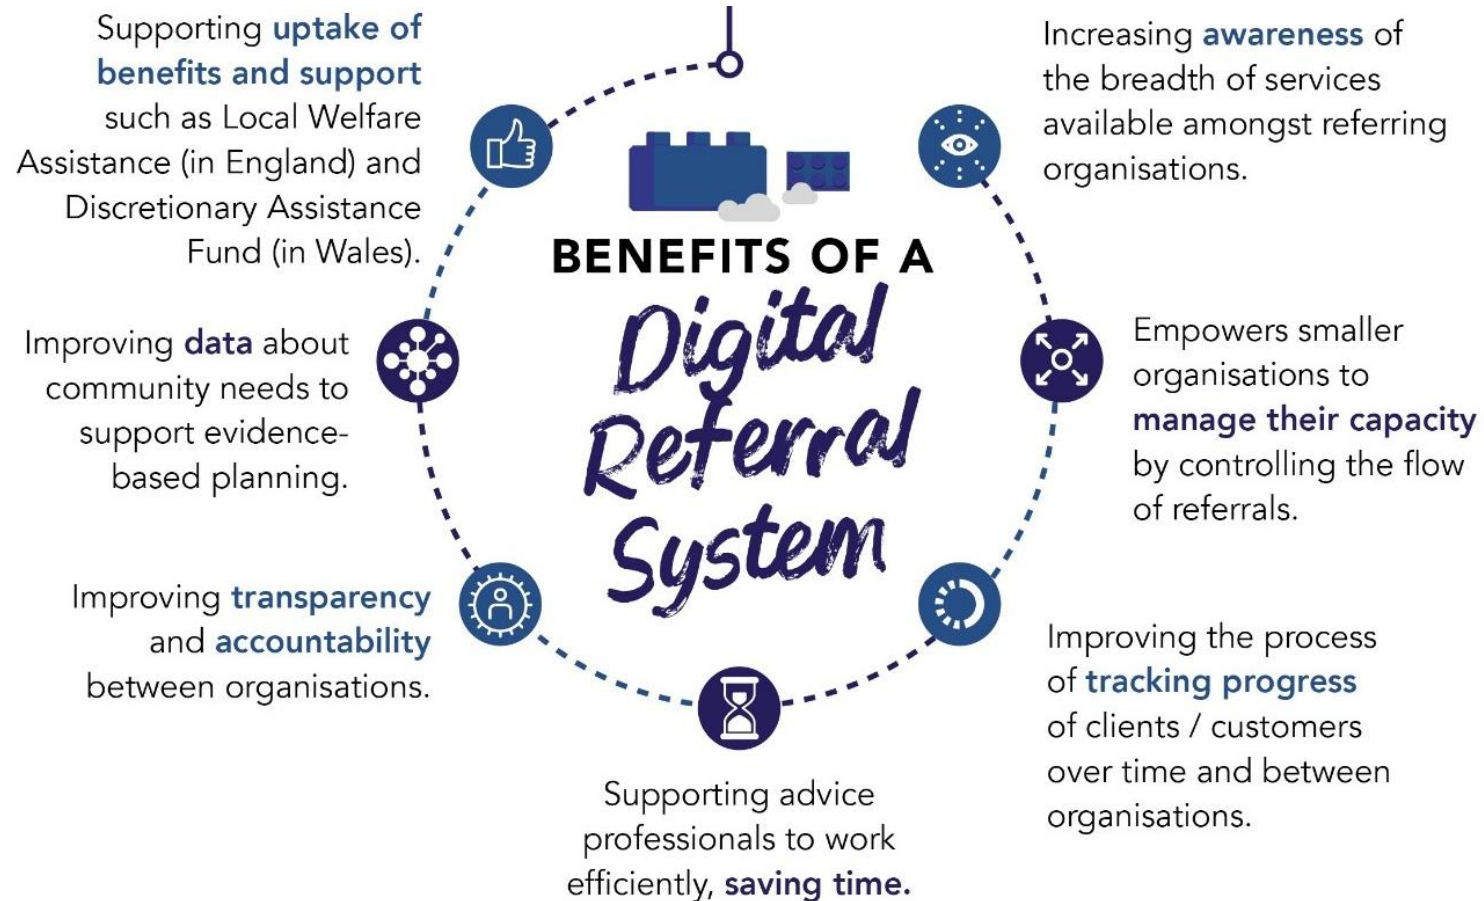 BENEFITS OF A
Digital
Referral
System
Increasing awareness of
the breadth of services
available amongst referring
organisations.
Empowers smaller
organisations to
manage their capacity
by controlling the flow
of referrals.
Improving the process
of tracking progress
of clients / customers
over time and between
organisations.
Supporting advice
professionals to work
efficiently, saving time.
Improving transparency
and accountability
between organisations.
Improving data about
community needs to
support evidence-
based planning.
Supporting uptake of
benefits and support
such as Local Welfare
Assistance (in England) and
Discretionary Assistance
Fund (in Wales).